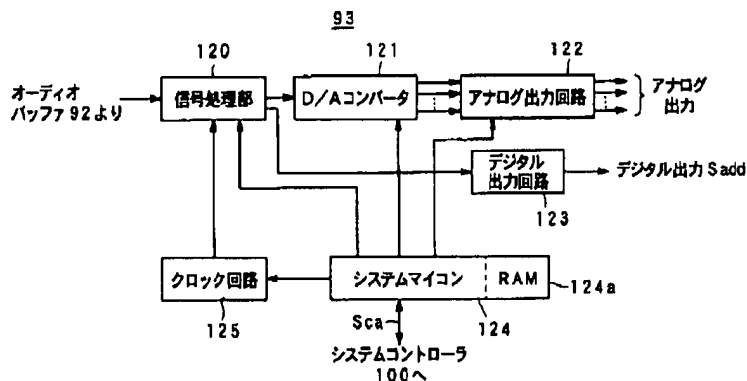 93
120
121
122
オーディオ
バッファ92より
信号処理部
D/Aコンバータ
アナログ出力回路
アナログ
出力
デジタル
出力回路
デジタル出力Sadd
123
クロック回路
システムマイコン
RAM
124a
125
Sca
124
システムコントローラ
100へ